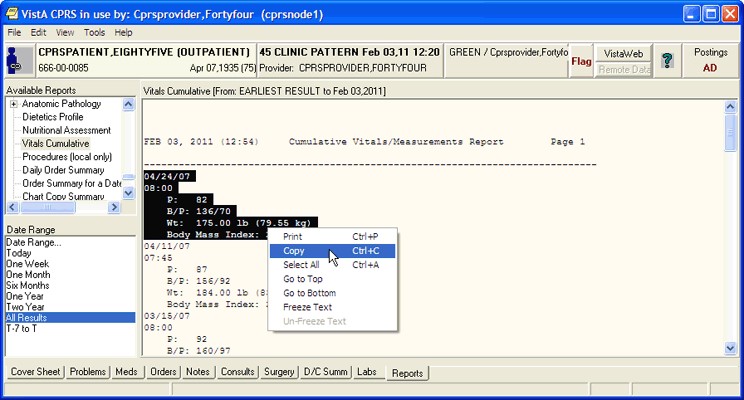 VistA CPRS in use by: Cprsprovider,Fortyfour (cprsnode1)
File Edit View Tools Help
CPRSPATIENT,EIGHTYFIVE (OUTPATIENT) 45 CLINIC PATTERN Feb 03,11 12:20 GREEN / Cprsprovider,Fortyfo Flag VistaWeb Postings
666-00-0085 Apr 07,1935 (75) Provider: CPRSPROVIDER,FORTYFOUR Remote Data AD
Available Reports
Anatomic Pathology
Dietetics Profile
Nutritional Assessment
Vitals Cumulative
Procedures (local only)
Daily Order Summary
Order Summary for a Date
Chart Copy Summary
Date Range
Date Range...
Today
One Week
One Month
Six Months
One Year
Two Year
All Results
T-7 to T
Vitals Cumulative [From: EARLIEST RESULT to Feb 03,2011]
FEB 03, 2011 (12:54) Cumulative Vitals/Measurements Report Page 1
--------------------------------------------------------------------------
04/24/07
08:00
P: 82
B/P: 136/70
Wt: 175.00 lb (79.55 kg)
Body Mass Index:
04/11/07
07:45
P: 87
B/P: 156/92
Wt: 184.00 lb
Body Mass Index:
03/15/07
08:00
P: 92
B/P: 160/97
Print Ctrl+P
Copy Ctrl+C
Select All Ctrl+A
Go to Top
Go to Bottom
Freeze Text
Un-Freeze Text
Cover Sheet Problems Meds Orders Notes Consults Surgery D/C Summ Labs Reports